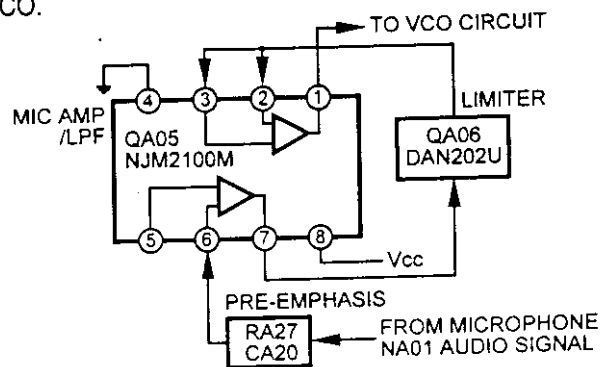 CO.
TO VCO CIRCUIT
4
3
2
1
LIMITER
MIC AMP
/LPF
QA05
NJM2100M
QA06
DAN202U
5
6
7
8
Vcc
PRE-EMPHASIS
RA27
CA20
FROM MICROPHONE
NA01 AUDIO SIGNAL